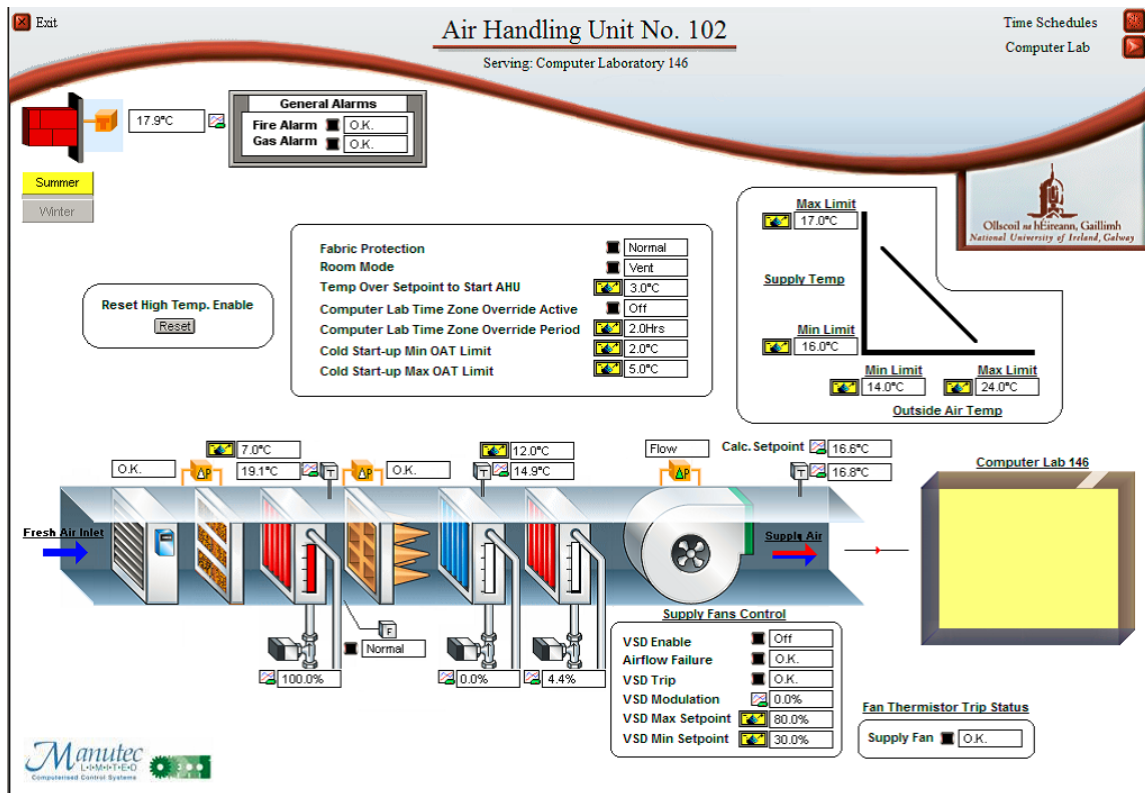 Exit
Air Handling Unit No. 102
Serving: Computer Laboratory 146
Time Schedules
Computer Lab
17.9°C
General Alarms
Fire Alarm O.K.
Gas Alarm O.K.
Summer
Winter
Ollscoil na hÉireann, Gaillimh
National University of Ireland, Galway
Reset High Temp. Enable
Reset
Fabric Protection Normal
Room Mode Vent
Temp Over Setpoint to Start AHU 3.0°C
Computer Lab Time Zone Override Active Off
Computer Lab Time Zone Override Period 2.0Hrs
Cold Start-up Min OAT Limit 2.0°C
Cold Start-up Max OAT Limit 5.0°C
Max Limit
17.0°C
Supply Temp
Min Limit
16.0°C
Min Limit Max Limit
14.0°C 24.0°C
Outside Air Temp
7.0°C 12.0°C Flow Calc. Setpoint 16.6°C
O.K. ΔP 19.1°C T ΔP O.K. T 14.9°C ΔP T 16.8°C
Computer Lab 146
Fresh Air Inlet
Supply Air
F
Normal
100.0% 0.0% 4.4%
Supply Fans Control
VSD Enable Off
Airflow Failure O.K.
VSD Trip O.K.
VSD Modulation 0.0%
VSD Max Setpoint 80.0%
VSD Min Setpoint 30.0%
Fan Thermistor Trip Status
Supply Fan O.K.
Manutec
LIMITED
Computerised Control Systems